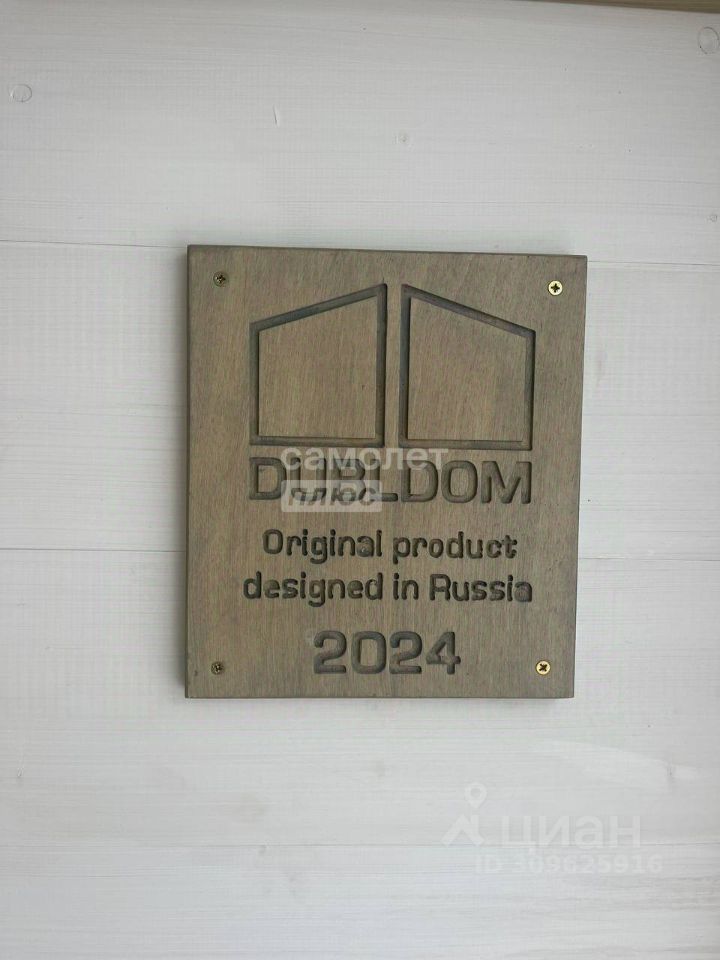 DUBLDOM
самолет
плюс
Original product
designed in Russia
2024
циан
ID 309625916